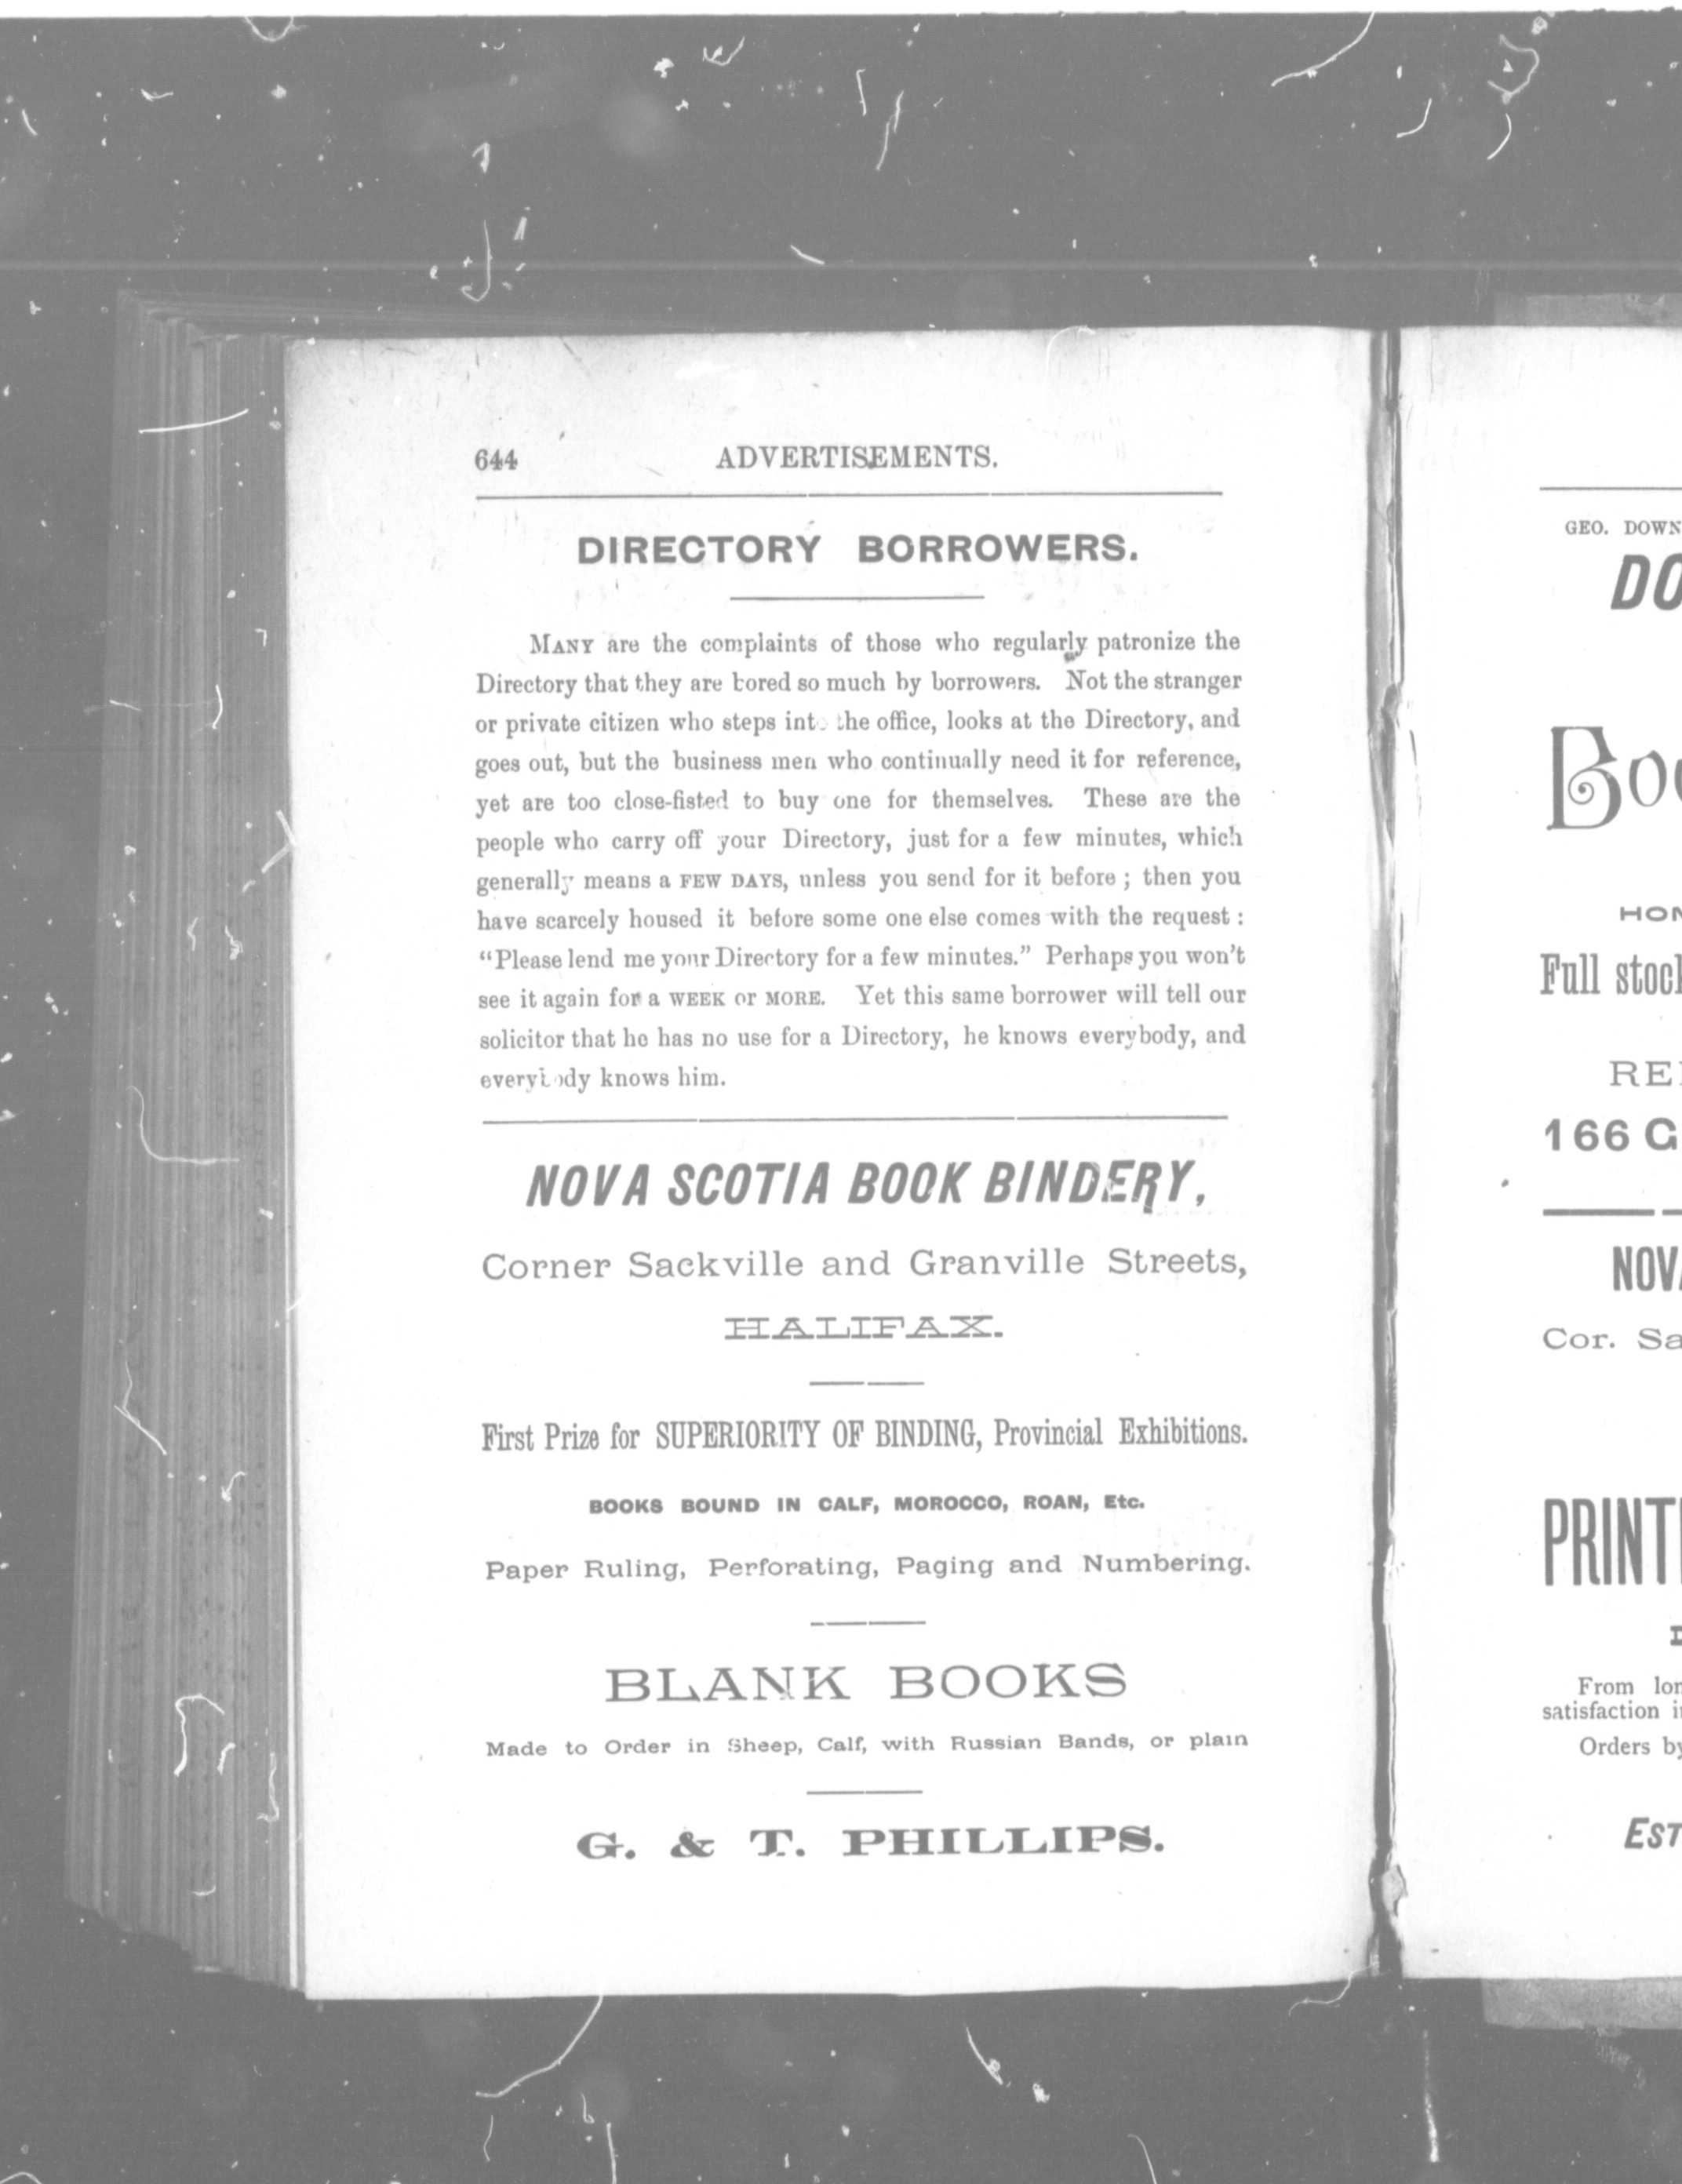 644 ADVERTISEMENTS.
DIRECTORY BORROWERS.
MANY are the complaints of those who regularly patronize the
Directory that they are bored so much by borrowers. Not the stranger
or private citizen who steps into the office, looks at the Directory, and
goes out, but the business men who continually need it for reference,
yet are too close-fisted to buy one for themselves. These are the
people who carry off your Directory, just for a few minutes, which
generally means a FEW DAYS, unless you send for it before ; then you
have scarcely housed it before some one else comes with the request :
“Please lend me your Directory for a few minutes.” Perhaps you won't
see it again for a WEEK or MORE. Yet this same borrower will tell our
solicitor that he has no use for a Directory, he knows everybody, and
everybody knows him.
NOVA SCOTIA BOOK BINDERY,
Corner Sackville and Granville Streets,
HALIFAX.
First Prize for SUPERIORITY OF BINDING, Provincial Exhibitions.
BOOKS BOUND IN CALF, MOROCCO, ROAN, Etc.
Paper Ruling, Perforating, Paging and Numbering.
BLANK BOOKS
Made to Order in Sheep, Calf, with Russian Bands, or plain
G. & T. PHILLIPS.
GEO. DOWN
DO
Boo
HON
Full stock
RE
166 G
NOVA
Cor. Sa
PRINT
From lon
satisfaction in
Orders by
EST